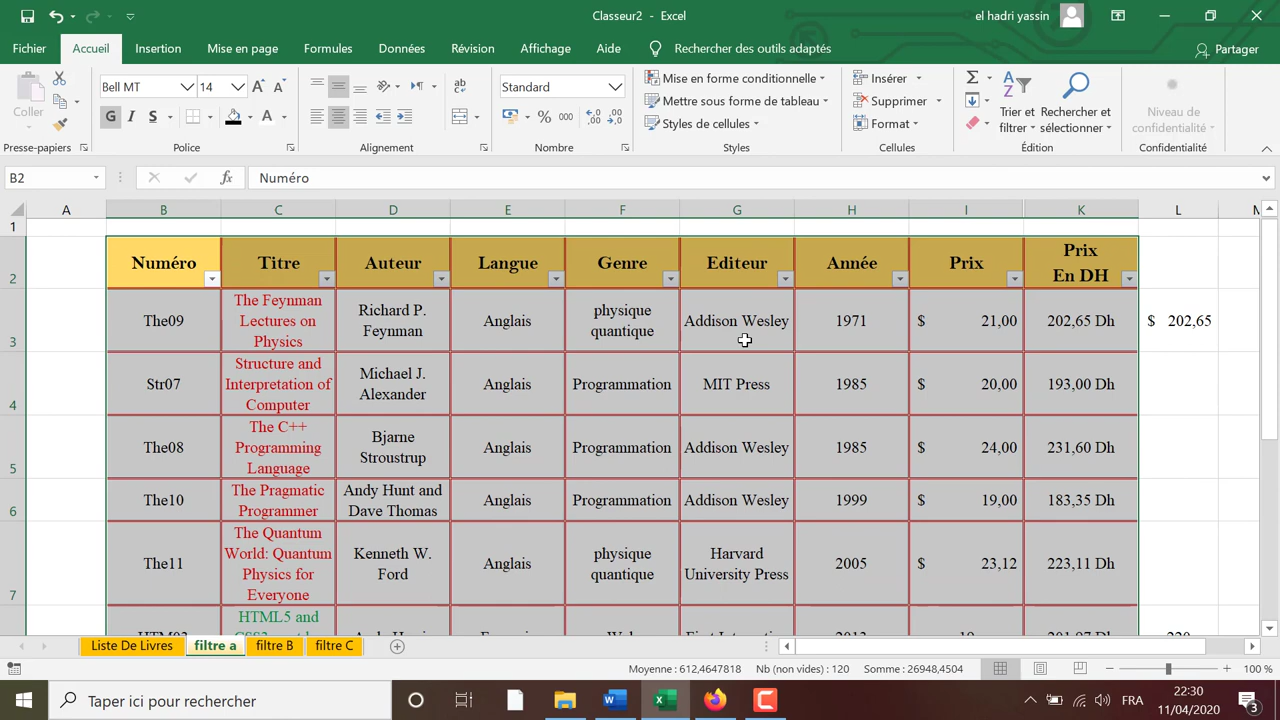 Classeur2 - Excel
el hadri yassin
Fichier Accueil Insertion Mise en page Formules Données Révision Affichage Aide Rechercher des outils adaptés Partager
Coller
Presse-papiers
Bell MT 14
G I S
Police
Alignement
Standard
% 000
Nombre
Mise en forme conditionnelle
Mettre sous forme de tableau
Styles de cellules
Styles
Insérer
Supprimer
Format
Cellules
Trier et
filtrer
Rechercher et
sélectionner
Édition
Niveau de
confidentialité
Confidentialité
B2 fx Numéro
A B C D E F G H I J K L
1
2 Numéro Titre Auteur Langue Genre Editeur Année Prix Prix
En DH
3 The09 The Feynman
Lectures on
Physics Richard P.
Feynman Anglais physique
quantique Addison Wesley 1971 $ 21,00 202,65 Dh $ 202,65
4 Str07 Structure and
Interpretation of
Computer Michael J.
Alexander Anglais Programmation MIT Press 1985 $ 20,00 193,00 Dh
5 The08 The C++
Programming
Language Bjarne
Stroustrup Anglais Programmation Addison Wesley 1985 $ 24,00 231,60 Dh
6 The10 The Pragmatic
Programmer Andy Hunt and
Dave Thomas Anglais Programmation Addison Wesley 1999 $ 19,00 183,35 Dh
7 The11 The Quantum
World: Quantum
Physics for
Everyone Kenneth W.
Ford Anglais physique
quantique Harvard
University Press 2005 $ 23,12 223,11 Dh
HTML5 and
Liste De Livres filtre a filtre B filtre C
Moyenne : 612,4647818 Nb (non vides) : 120 Somme : 26948,4504 100 %
Taper ici pour rechercher
FRA
22:30
11/04/2020
3